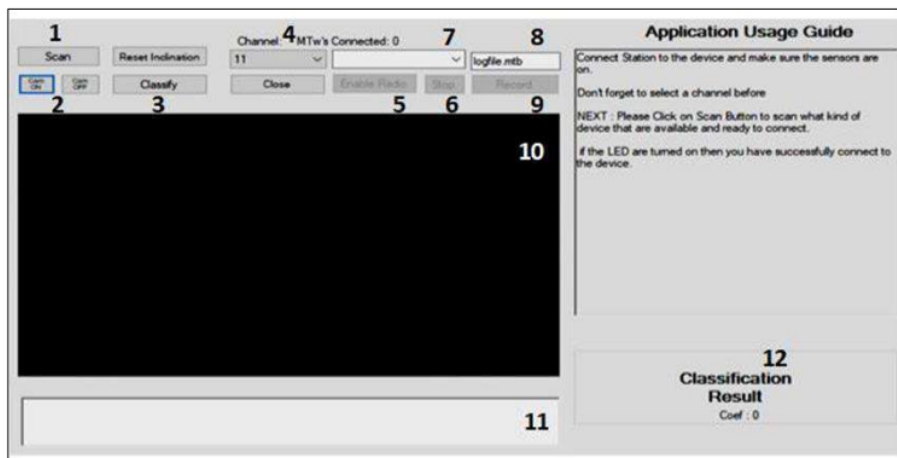 1
4
7
8
Application Usage Guide
Channel: MTw's Connected: 0
Scan
Reset Inclination
11
logfile.mtb
Cam ON
Cam OFF
Classify
Close
Enable Radio
Stop
Record
2
3
5
6
9
10
Connect Station to the device and make sure the sensors are
on.
Don't forget to select a channel before
NEXT : Please Click on Scan Button to scan what kind of
device that are available and ready to connect.
if the LED are turned on then you have successfully connect to
the device.
11
12
Classification
Result
Coef : 0